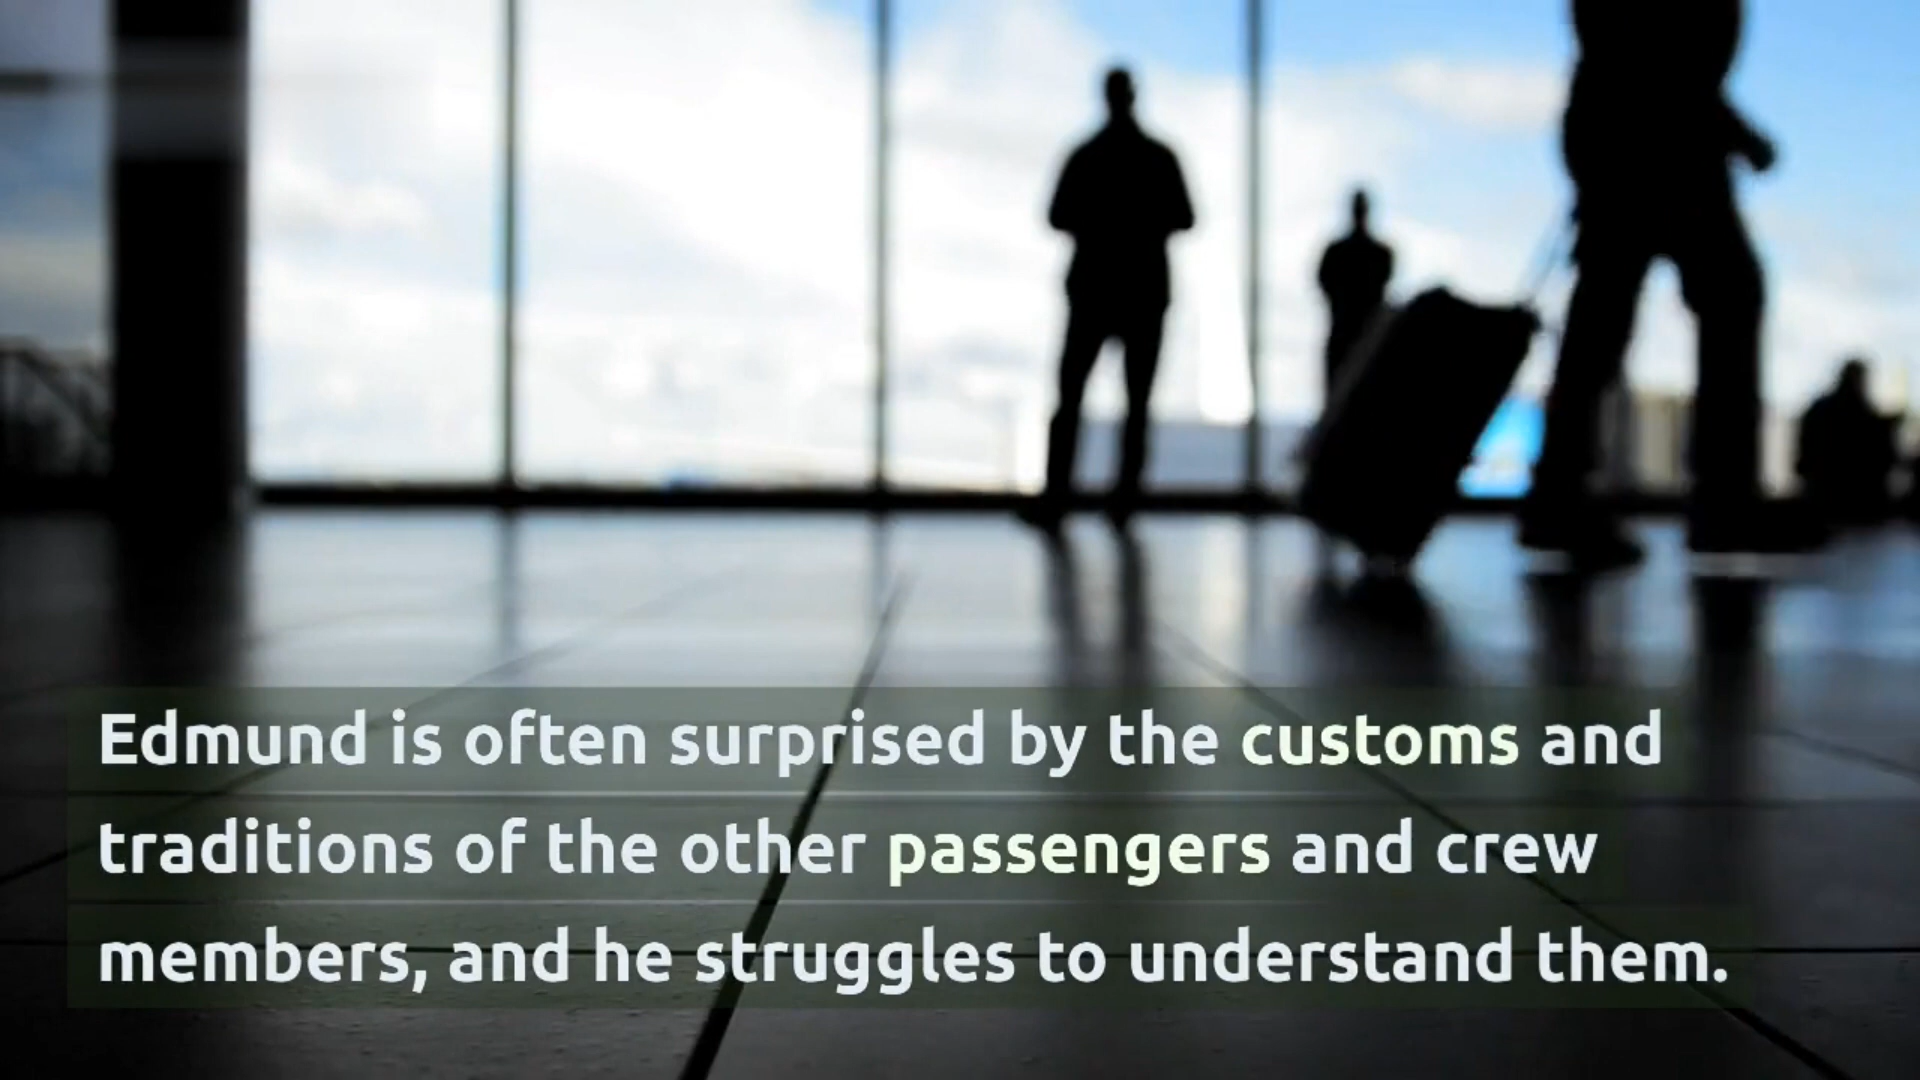 Edmund is often surprised by the customs and
traditions of the other passengers and crew
members, and he struggles to understand them.